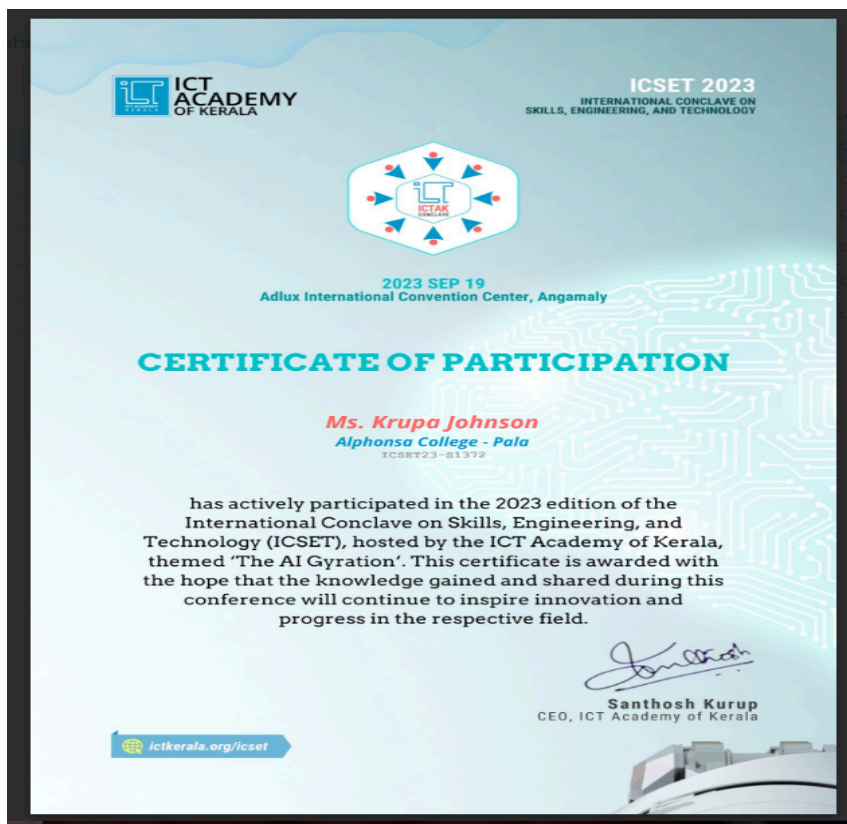 ICT
ACADEMY
OF KERALA
ICSET 2023
INTERNATIONAL CONCLAVE ON
SKILLS, ENGINEERING, AND TECHNOLOGY
ICTAK
CONCLAVE
2023 SEP 19
Adlux International Convention Center, Angamaly
CERTIFICATE OF PARTICIPATION
Ms. Krupa Johnson
Alphonsa College - Pala
ICSET23-S1372
has actively participated in the 2023 edition of the
International Conclave on Skills, Engineering, and
Technology (ICSET), hosted by the ICT Academy of Kerala,
themed ‘The AI Gyration’. This certificate is awarded with
the hope that the knowledge gained and shared during this
conference will continue to inspire innovation and
progress in the respective field.
Santhosh Kurup
CEO, ICT Academy of Kerala
ictkerala.org/icset